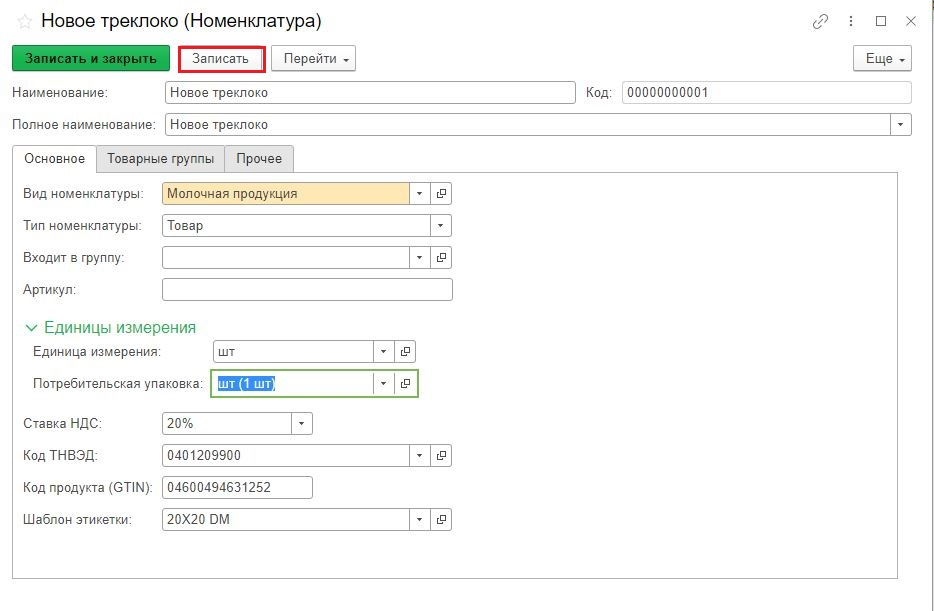 Новое треклоко (Номенклатура)
Записать и закрыть Записать Перейти Еще
Наименование: Новое треклоко Код: 00000000001
Полное наименование: Новое треклоко
Основное Товарные группы Прочее
Вид номенклатуры: Молочная продукция
Тип номенклатуры: Товар
Входит в группу:
Артикул:
Единицы измерения
Единица измерения: шт
Потребительская упаковка: шт (1 шт)
Ставка НДС: 20%
Код ТНВЭД: 0401209900
Код продукта (GTIN): 04600494631252
Шаблон этикетки: 20X20 DM